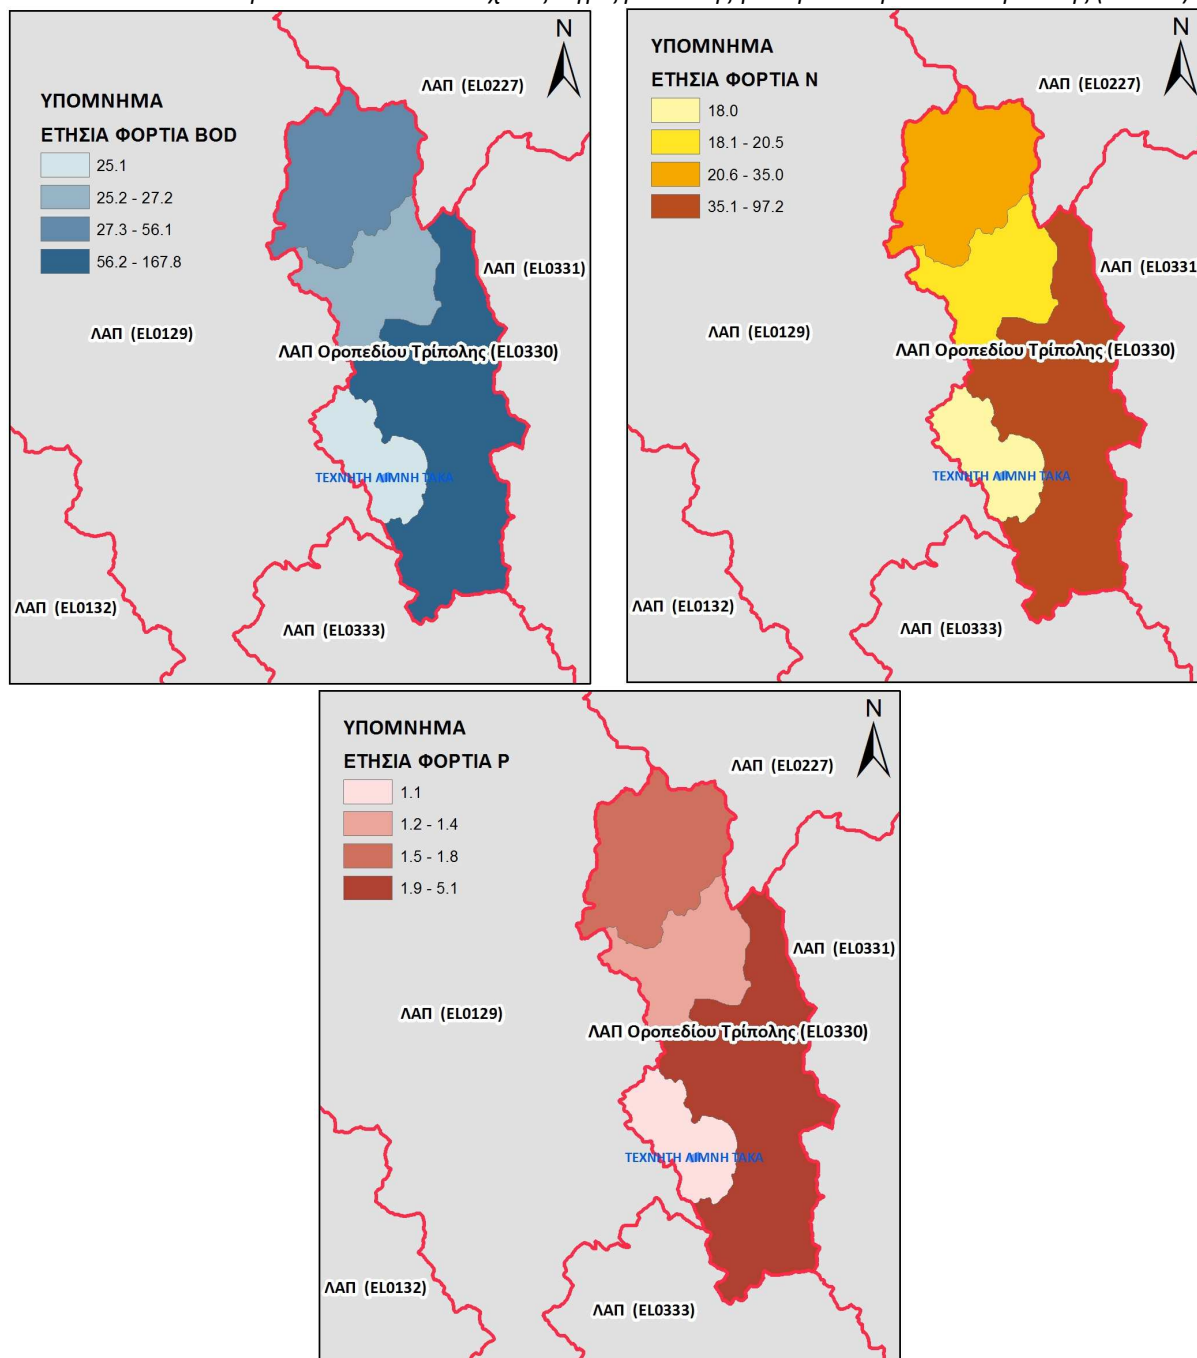 N
ΛΑΠ (EL0227)
ΥΠΟΜΝΗΜΑ
ΕΤΗΣΙΑ ΦΟΡΤΙΑ BOD
25.1
25.2 - 27.2
27.3 - 56.1
56.2 - 167.8
ΛΑΠ (EL0331)
ΛΑΠ (EL0129)
ΛΑΠ Οροπεδίου Τρίπολης (EL0330)
ΤΕΧΝΗΤΗ ΛΙΜΝΗ ΤΑΚΑ
ΛΑΠ (EL0132)
ΛΑΠ (EL0333)
N
ΥΠΟΜΝΗΜΑ
ΛΑΠ (EL0227)
ΕΤΗΣΙΑ ΦΟΡΤΙΑ N
18.0
18.1 - 20.5
20.6 - 35.0
35.1 - 97.2
ΛΑΠ (EL0331
ΛΑΠ (EL0129)
ΛΑΠ Οροπεδίου Τρίπολης (EL0330)
ΤΕΧΝΗΤΗ ΛΙΜΝΗ ΤΑΚΑ
ΛΑΠ (EL0132)
ΛΑΠ (EL0333)
N
ΥΠΟΜΝΗΜΑ
ΕΤΗΣΙΑ ΦΟΡΤΙΑ P
ΛΑΠ (EL0227)
1.1
1.2 - 1.4
1.5 - 1.8
1.9 - 5.1
ΛΑΠ (EL0331)
ΛΑΠ (EL0129)
ΛΑΠ Οροπεδίου Τρίπολης (EL0330)
ΤΕΧΝΗΤΗ ΛΙΜΝΗ ΤΑΚΑ
ΛΑΠ (EL0132)
ΛΑΠ (EL0333)